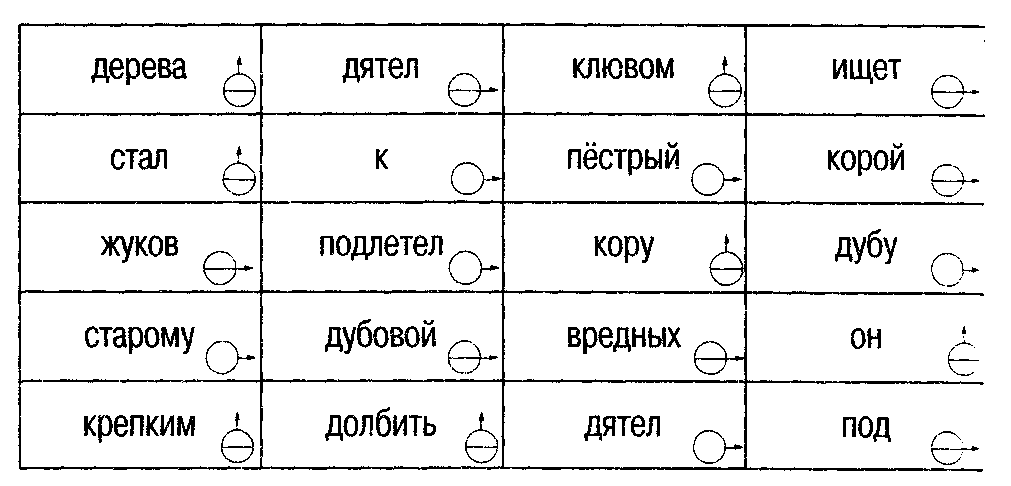 дерева дятел клювом ищет
стал к пёстрый корой
жуков подлетел кору дубу
старому дубовой вредных он
крепким долбить дятел под